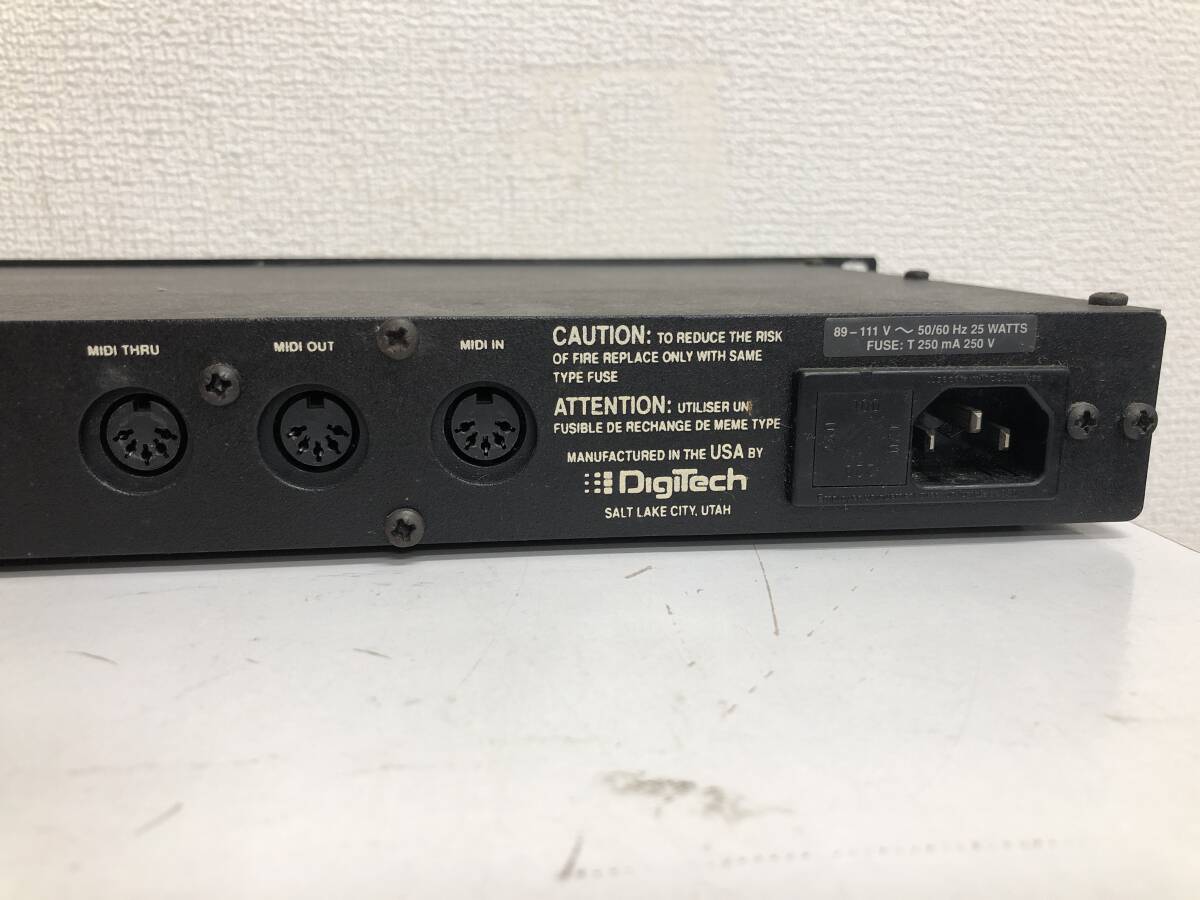 MIDI THRU
MIDI OUT
MIDI IN
CAUTION: TO REDUCE THE RISK
OF FIRE REPLACE ONLY WITH SAME
TYPE FUSE
ATTENTION: UTILISER UN
FUSIBLE DE RECHANGE DE MEME TYPE
MANUFACTURED IN THE USA BY
DigiTech
SALT LAKE CITY, UTAH
89–111 V ~ 50/60 Hz 25 WATTS
FUSE: T 250 mA 250 V